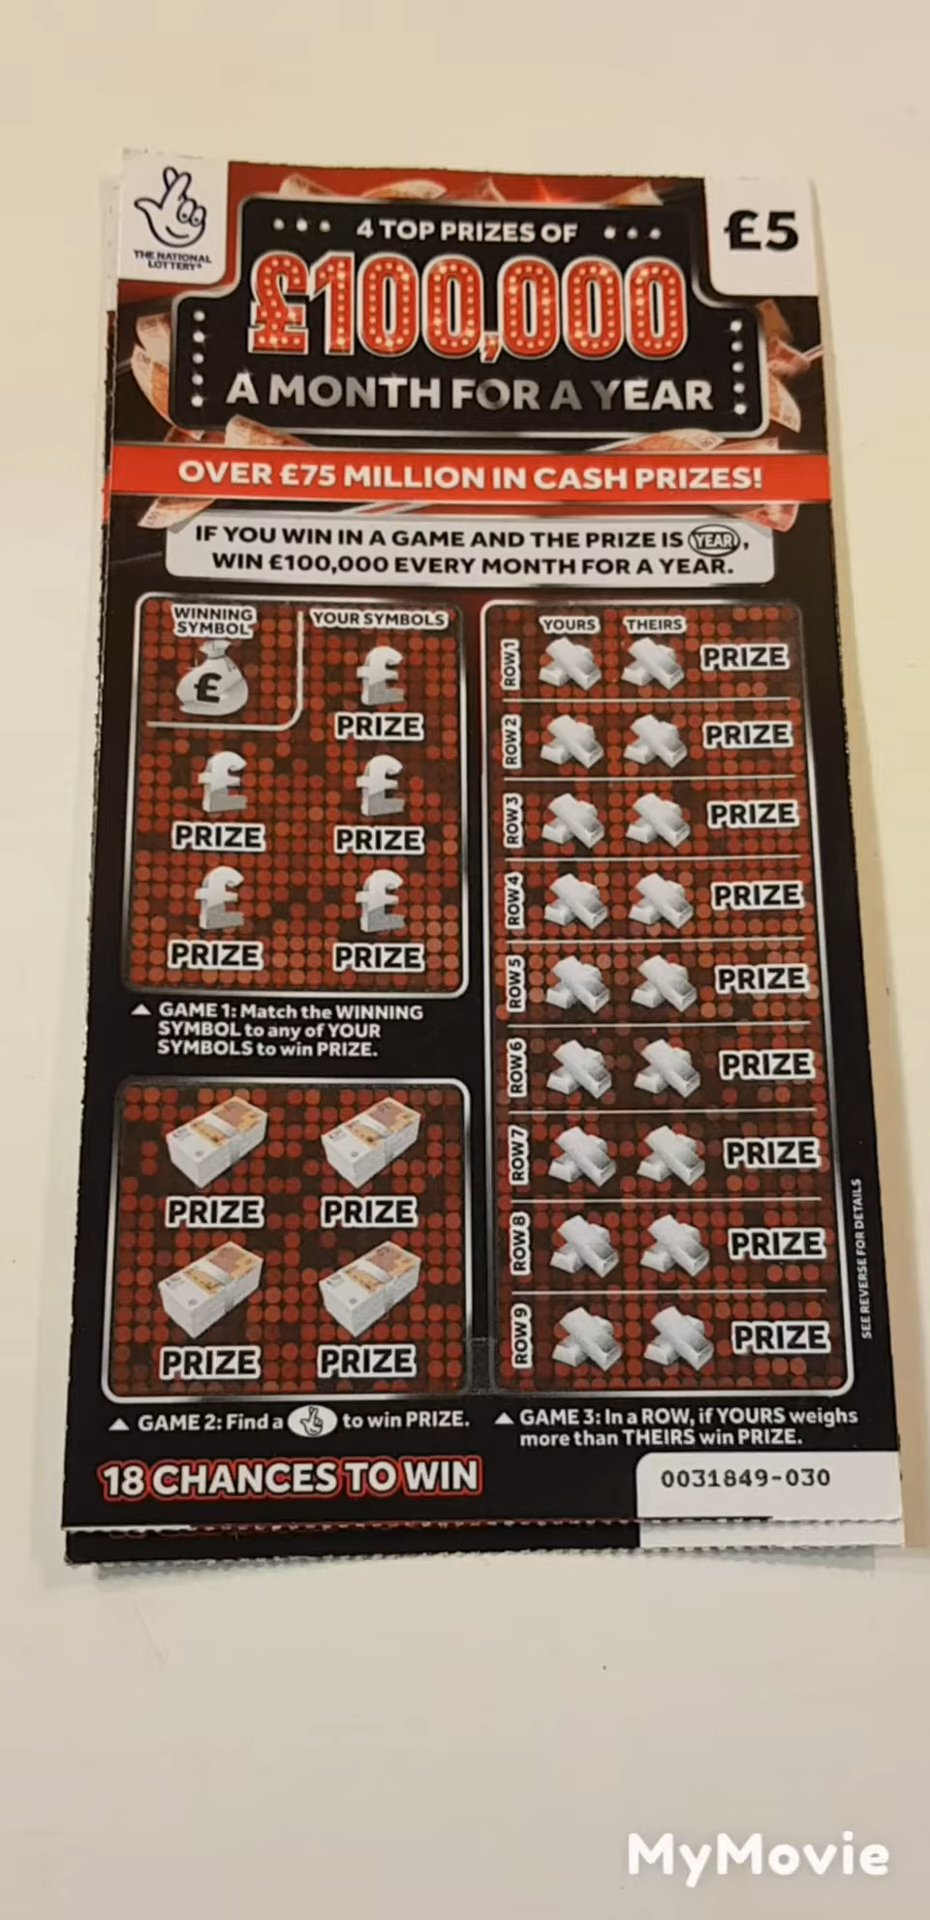 THE NATIONAL
LOTTERY®
4 TOP PRIZES OF
£5
£100,000
A MONTH FOR A YEAR
OVER £75 MILLION IN CASH PRIZES!
IF YOU WIN IN A GAME AND THE PRIZE IS YEAR,
WIN £100,000 EVERY MONTH FOR A YEAR.
WINNING
SYMBOL
£
YOUR SYMBOLS
£
PRIZE
£ £
PRIZE PRIZE
£ £
PRIZE PRIZE
GAME 1: Match the WINNING
SYMBOL to any of YOUR
SYMBOLS to win PRIZE.
PRIZE PRIZE
PRIZE PRIZE
GAME 2: Find a to win PRIZE.
YOURS THEIRS
ROW 1 PRIZE
ROW 2 PRIZE
ROW 3 PRIZE
ROW 4 PRIZE
ROW 5 PRIZE
ROW 6 PRIZE
ROW 7 PRIZE
ROW 8 PRIZE
ROW 9 PRIZE
GAME 3: In a ROW, if YOURS weighs
more than THEIRS win PRIZE.
SEE REVERSE FOR DETAILS
18 CHANCES TO WIN
0031849-030
MyMovie